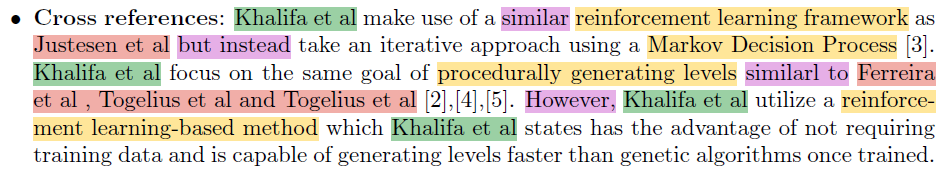 • Cross references: Khalifa et al make use of a similar reinforcement learning framework as
Justesen et al but instead take an iterative approach using a Markov Decision Process [3].
Khalifa et al focus on the same goal of procedurally generating levels similarl to Ferreira
et al , Togelius et al and Togelius et al [2],[4],[5]. However, Khalifa et al utilize a reinforce-
ment learning-based method which Khalifa et al states has the advantage of not requiring
training data and is capable of generating levels faster than genetic algorithms once trained.